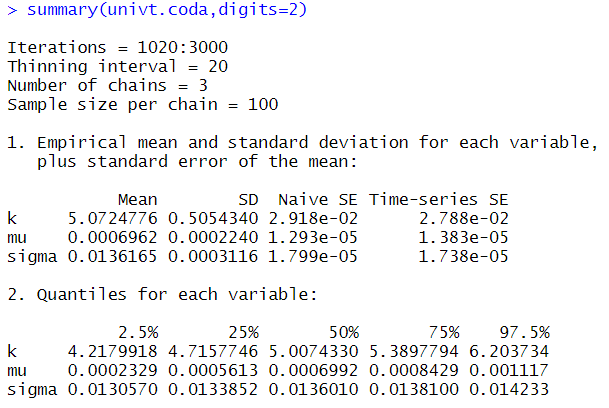 > summary(univt.coda,digits=2)
Iterations = 1020:3000
Thinning interval = 20
Number of chains = 3
Sample size per chain = 100
1. Empirical mean and standard deviation for each variable,
   plus standard error of the mean:
           Mean        SD  Naive SE Time-series SE
k     5.0724776 0.5054340 2.918e-02      2.788e-02
mu    0.0006962 0.0002240 1.293e-05      1.383e-05
sigma 0.0136165 0.0003116 1.799e-05      1.738e-05
2. Quantiles for each variable:
           2.5%       25%       50%       75%    97.5%
k     4.2179918 4.7157746 5.0074330 5.3897794 6.203734
mu    0.0002329 0.0005613 0.0006992 0.0008429 0.001117
sigma 0.0130570 0.0133852 0.0136010 0.0138100 0.014233